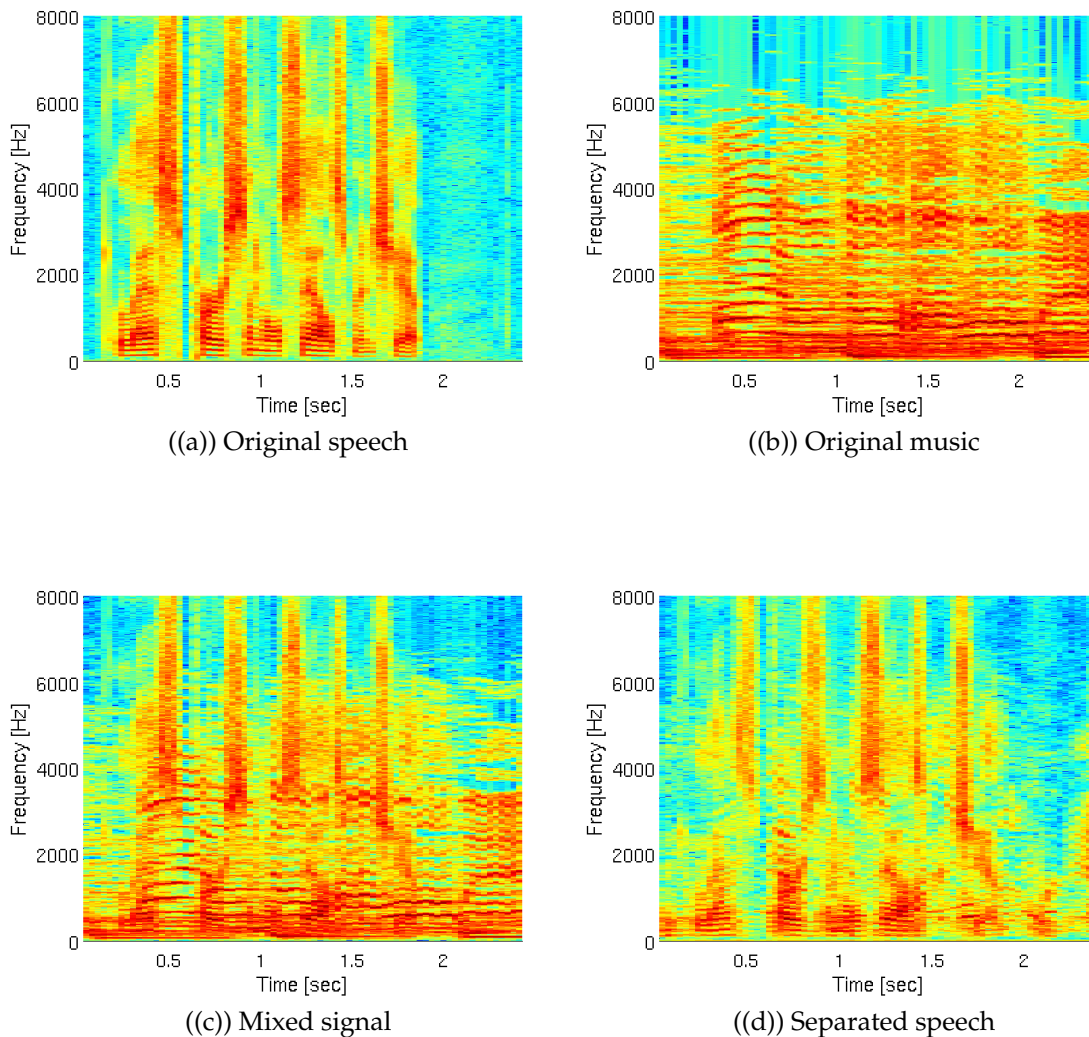 8000
6000
4000
2000
0
Frequency [Hz]
0.5 1 1.5 2
Time [sec]
((a)) Original speech
8000
6000
4000
2000
0
Frequency [Hz]
0.5 1 1.5 2
Time [sec]
((b)) Original music
8000
6000
4000
2000
0
Frequency [Hz]
0.5 1 1.5 2
Time [sec]
((c)) Mixed signal
8000
6000
4000
2000
0
Frequency [Hz]
0.5 1 1.5 2
Time [sec]
((d)) Separated speech